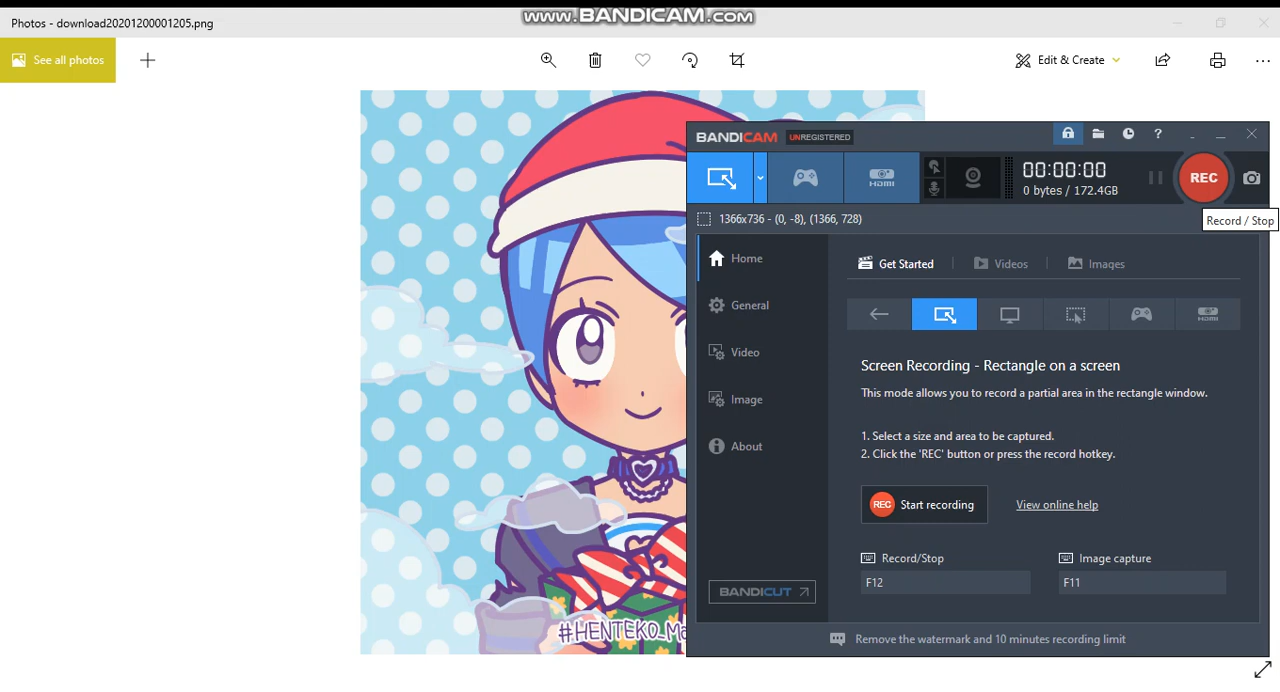 www.BANDICAM.com
Photos - download20201200001205.png
See all photos
Edit & Create
BANDICAM UNREGISTERED
?
HDMI
00:00:00
0 bytes / 172.4GB
REC
Record / Stop
1366x736 - (0, -8), (1366, 728)
Home
General
Video
Image
About
BANDICUT
Get Started
Videos
Images
HDMI
Screen Recording - Rectangle on a screen
This mode allows you to record a partial area in the rectangle window.
1. Select a size and area to be captured.
2. Click the 'REC' button or press the record hotkey.
REC Start recording
View online help
Record/Stop
Image capture
F12
F11
Remove the watermark and 10 minutes recording limit
#HENTEKO_Ma